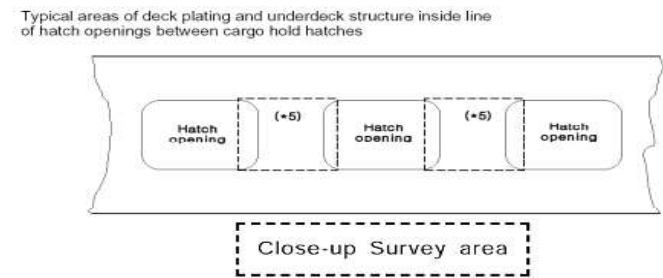 Typical areas of deck plating and underdeck structure inside line
of hatch openings between cargo hold hatches
Hatch
opening
(*5)
Hatch
opening
(*5)
Hatch
opening
Close-up Survey area